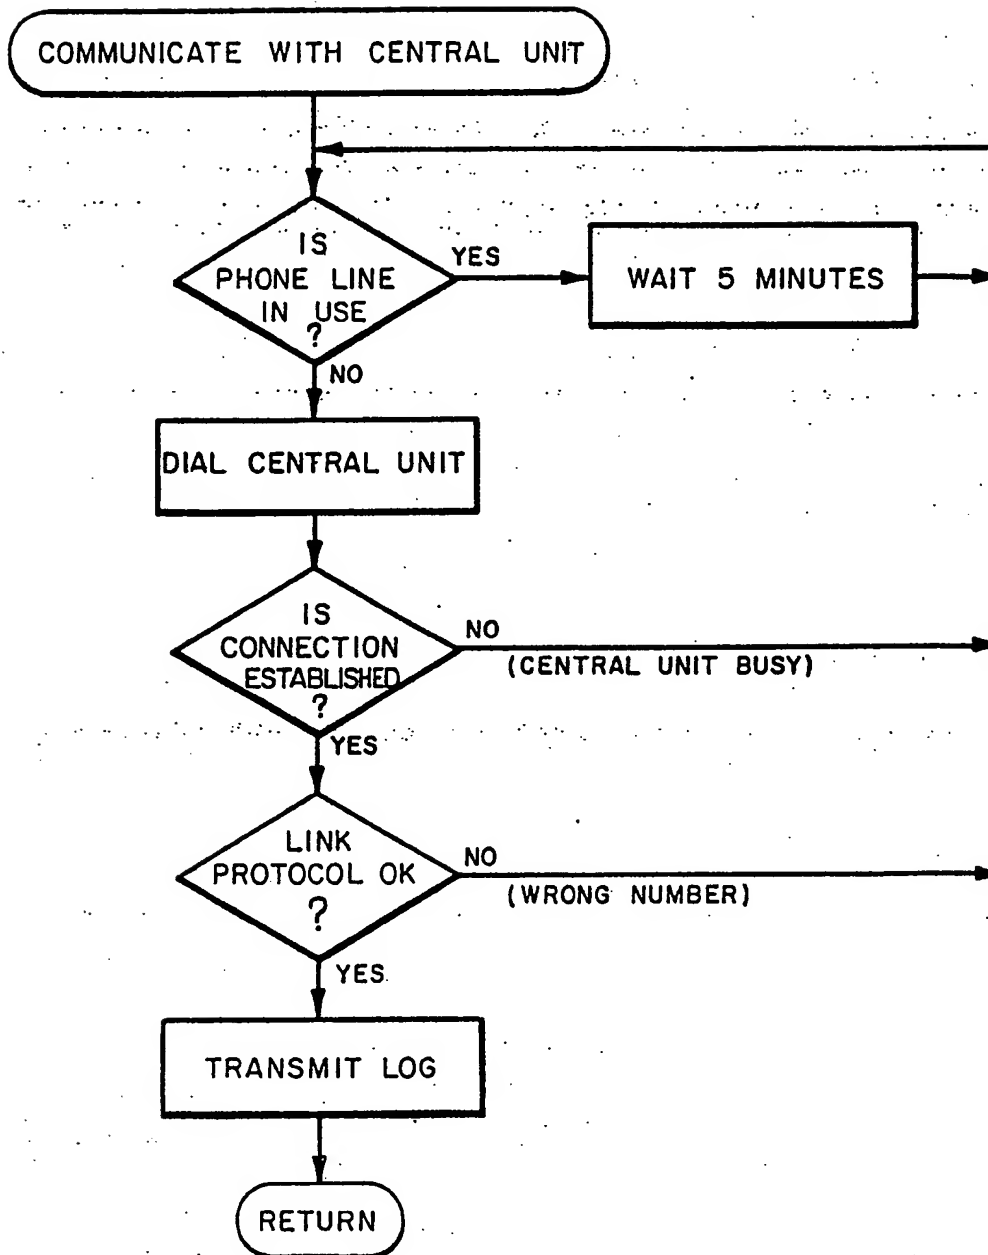 COMMUNICATE WITH CENTRAL UNIT
IS
PHONE LINE
IN USE
?
YES
WAIT 5 MINUTES
NO
DIAL CENTRAL UNIT
IS
CONNECTION
ESTABLISHED
?
NO
(CENTRAL UNIT BUSY)
YES
LINK
PROTOCOL OK
?
NO
(WRONG NUMBER)
YES
TRANSMIT LOG
RETURN